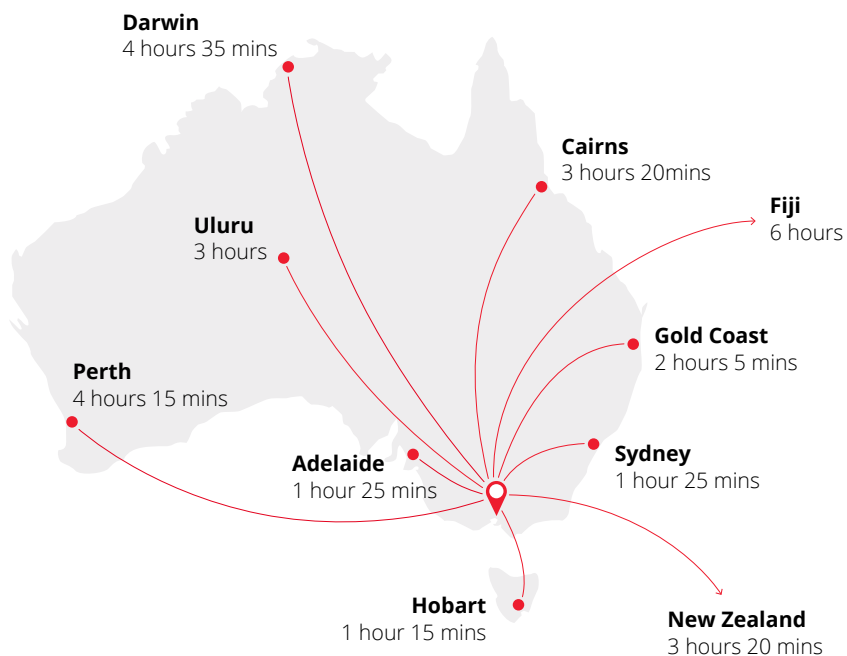 Darwin
4 hours 35 mins
Cairns
3 hours 20mins
Fiji
6 hours
Uluru
3 hours
Gold Coast
2 hours 5 mins
Perth
4 hours 15 mins
Adelaide
1 hour 25 mins
Sydney
1 hour 25 mins
Hobart
1 hour 15 mins
New Zealand
3 hours 20 mins